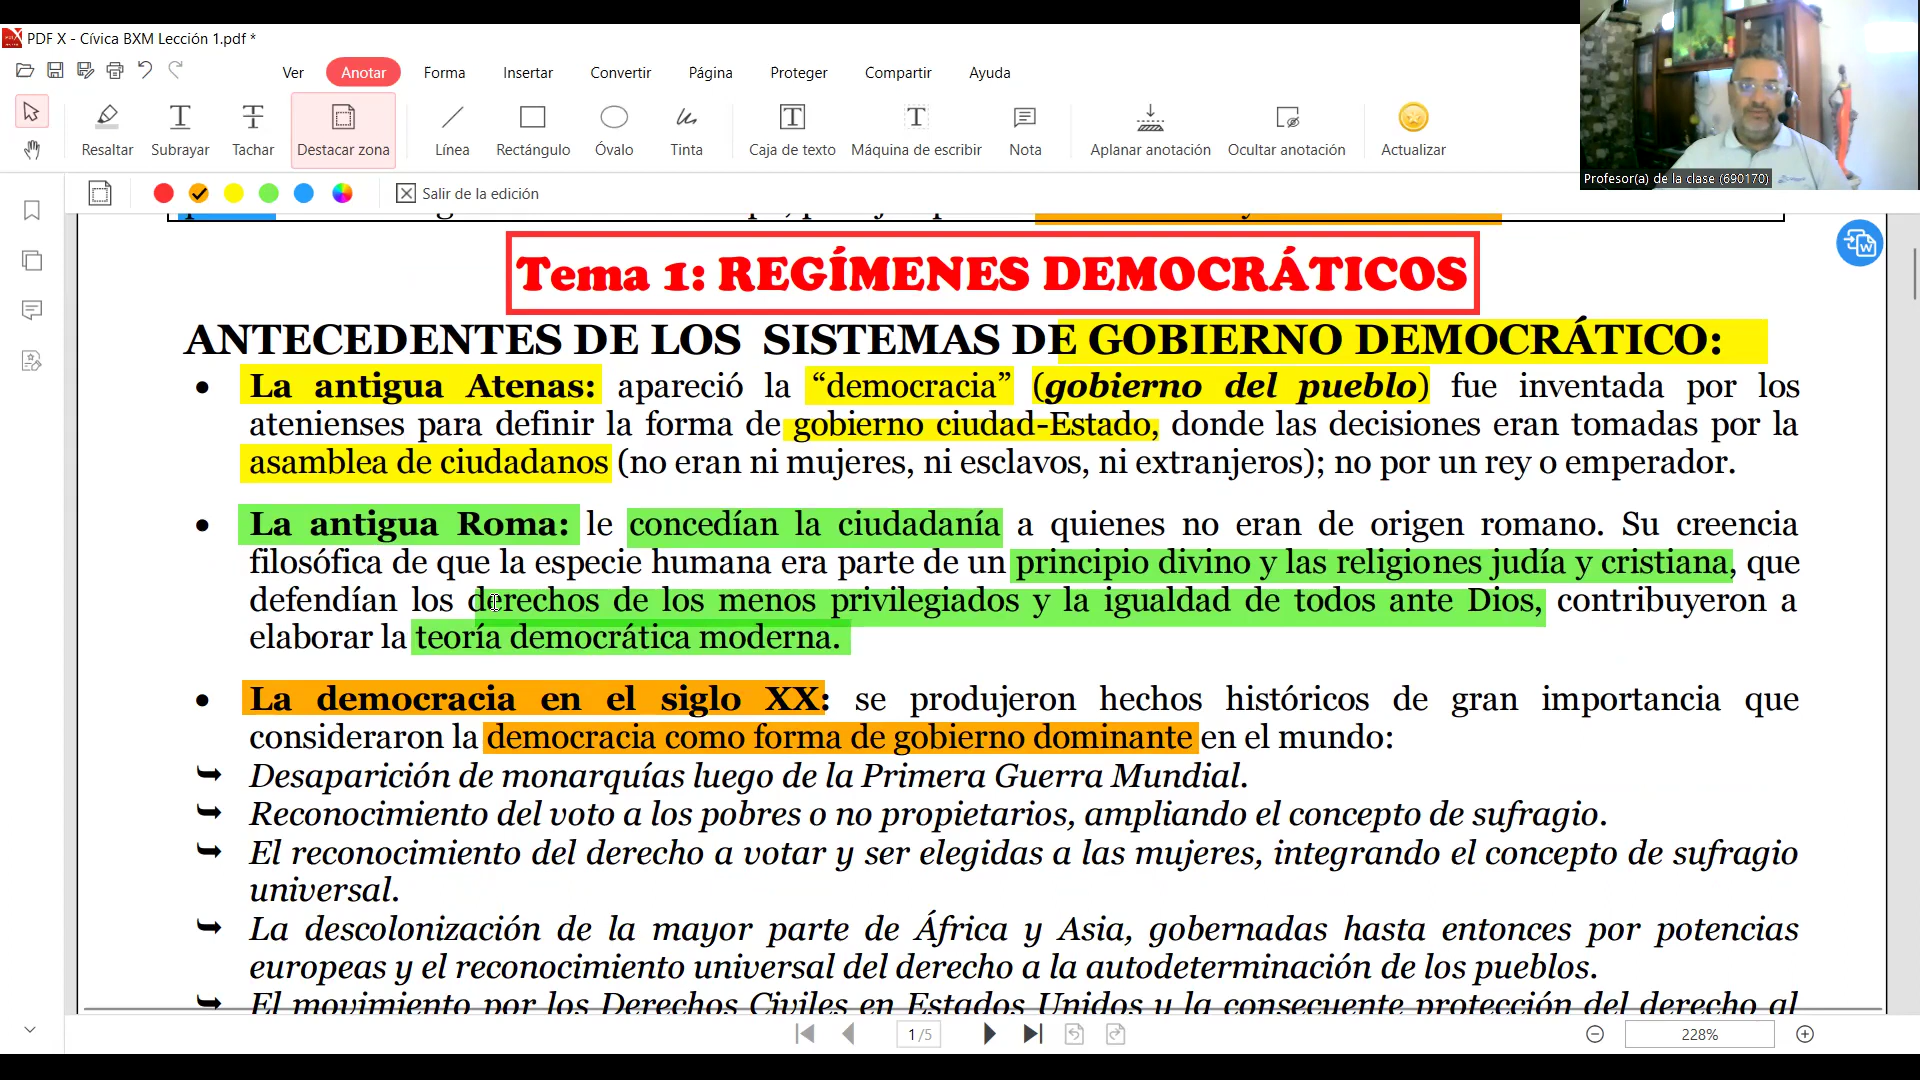 PDF X - Cívica BXM Lección 1.pdf *
Ver Anotar Forma Insertar Convertir Página Proteger Compartir Ayuda
Resaltar Subrayar Tachar Destacar zona Línea Rectángulo Óvalo Tinta Caja de texto Máquina de escribir Nota Aplanar anotación Ocultar anotación Actualizar
Profesor(a) de la clase (690170)
Salir de la edición
Tema 1: REGÍMENES DEMOCRÁTICOS
ANTECEDENTES DE LOS SISTEMAS DE GOBIERNO DEMOCRÁTICO:
• La antigua Atenas: apareció la “democracia” (gobierno del pueblo) fue inventada por los
atenienses para definir la forma de gobierno ciudad-Estado, donde las decisiones eran tomadas por la
asamblea de ciudadanos (no eran ni mujeres, ni esclavos, ni extranjeros); no por un rey o emperador.
• La antigua Roma: le concedían la ciudadanía a quienes no eran de origen romano. Su creencia
filosófica de que la especie humana era parte de un principio divino y las religiones judía y cristiana, que
defendían los derechos de los menos privilegiados y la igualdad de todos ante Dios, contribuyeron a
elaborar la teoría democrática moderna.
• La democracia en el siglo XX: se produjeron hechos históricos de gran importancia que
consideraron la democracia como forma de gobierno dominante en el mundo:
Desaparición de monarquías luego de la Primera Guerra Mundial.
Reconocimiento del voto a los pobres o no propietarios, ampliando el concepto de sufragio.
El reconocimiento del derecho a votar y ser elegidas a las mujeres, integrando el concepto de sufragio
universal.
La descolonización de la mayor parte de África y Asia, gobernadas hasta entonces por potencias
europeas y el reconocimiento universal del derecho a la autodeterminación de los pueblos.
El movimiento por los Derechos Civiles en Estados Unidos y la consecuente protección del derecho al
1/5
228%